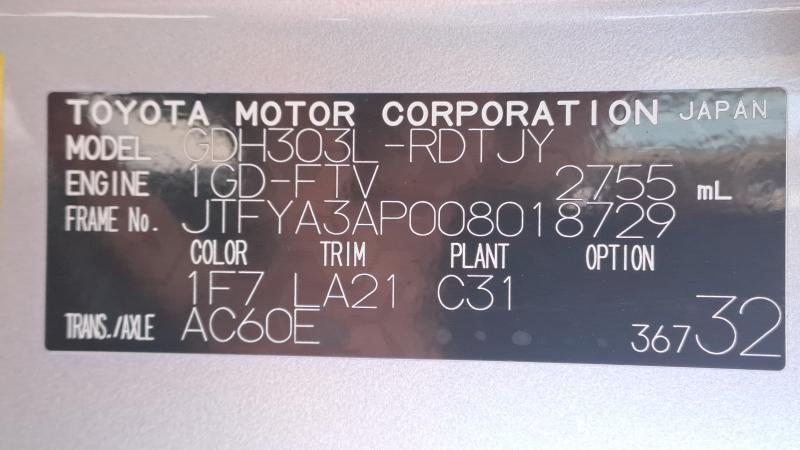 TOYOTA MOTOR CORPORATION JAPAN
MODEL GDH303L-RDTJY
ENGINE 1GD-FTV 2755 mL
FRAME No. JTFYA3AP008018729
COLOR TRIM PLANT OPTION
1F7 LA21 C31
TRANS./AXLE AC60E 36732